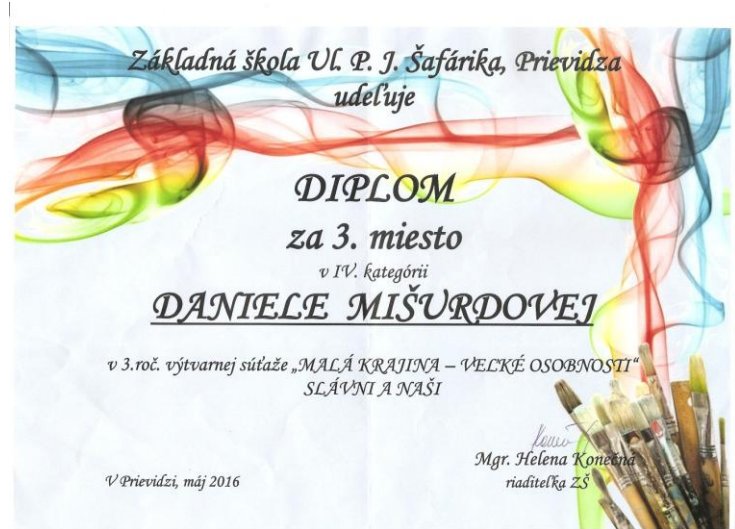 Základná škola Ul. P. J. Šafárika, Prievidza
udeľuje
DIPLOM
za 3. miesto
v IV. kategórii
DANIELE MIŠURDOVEJ
v 3.roč. výtvarnej súťaže „MALÁ KRAJINA – VEĽKÉ OSOBNOSTI“
SLÁVNI A NAŠI
Mgr. Helena Konečná
V Prievidzi, máj 2016
riaditeľka ZŠ